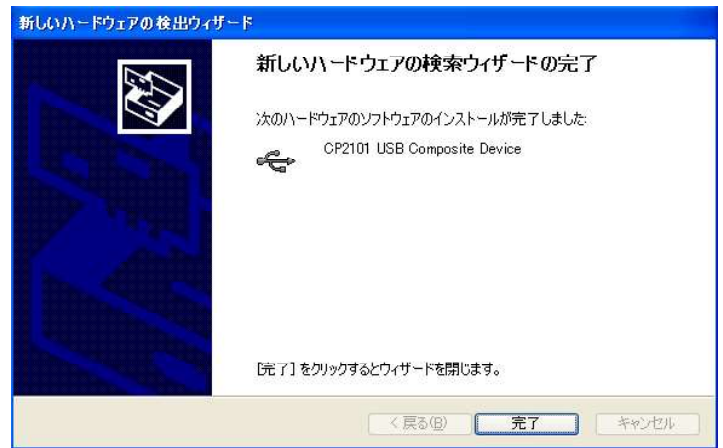 新しいハードウェアの検出ウィザード
新しいハードウェアの検索ウィザードの完了
次のハードウェアのソフトウェアのインストールが完了しました:
CP2101 USB Composite Device
[完了] をクリックするとウィザードを閉じます。
< 戻る(B)
完了
キャンセル